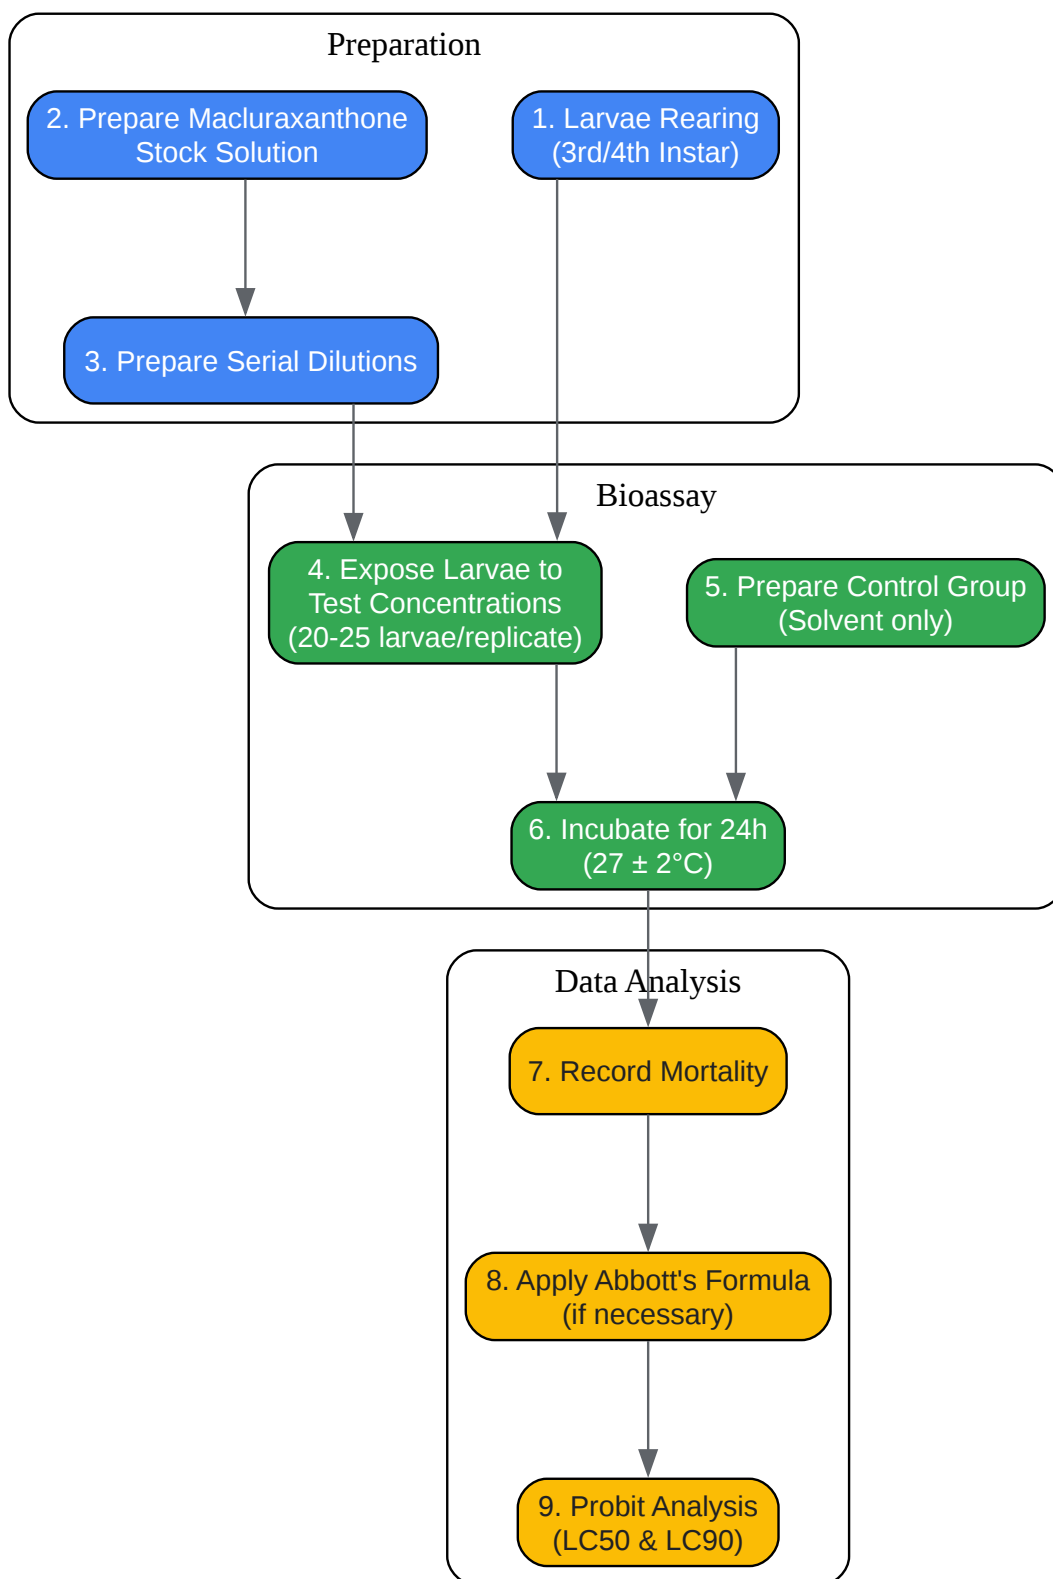 Preparation
2. Prepare Macluraxanthone
Stock Solution
1. Larvae Rearing
(3rd/4th Instar)
3. Prepare Serial Dilutions
Bioassay
4. Expose Larvae to
Test Concentrations
(20-25 larvae/replicate)
5. Prepare Control Group
(Solvent only)
6. Incubate for 24h
(27 ± 2°C)
Data Analysis
7. Record Mortality
8. Apply Abbott's Formula
(if necessary)
9. Probit Analysis
(LC50 & LC90)